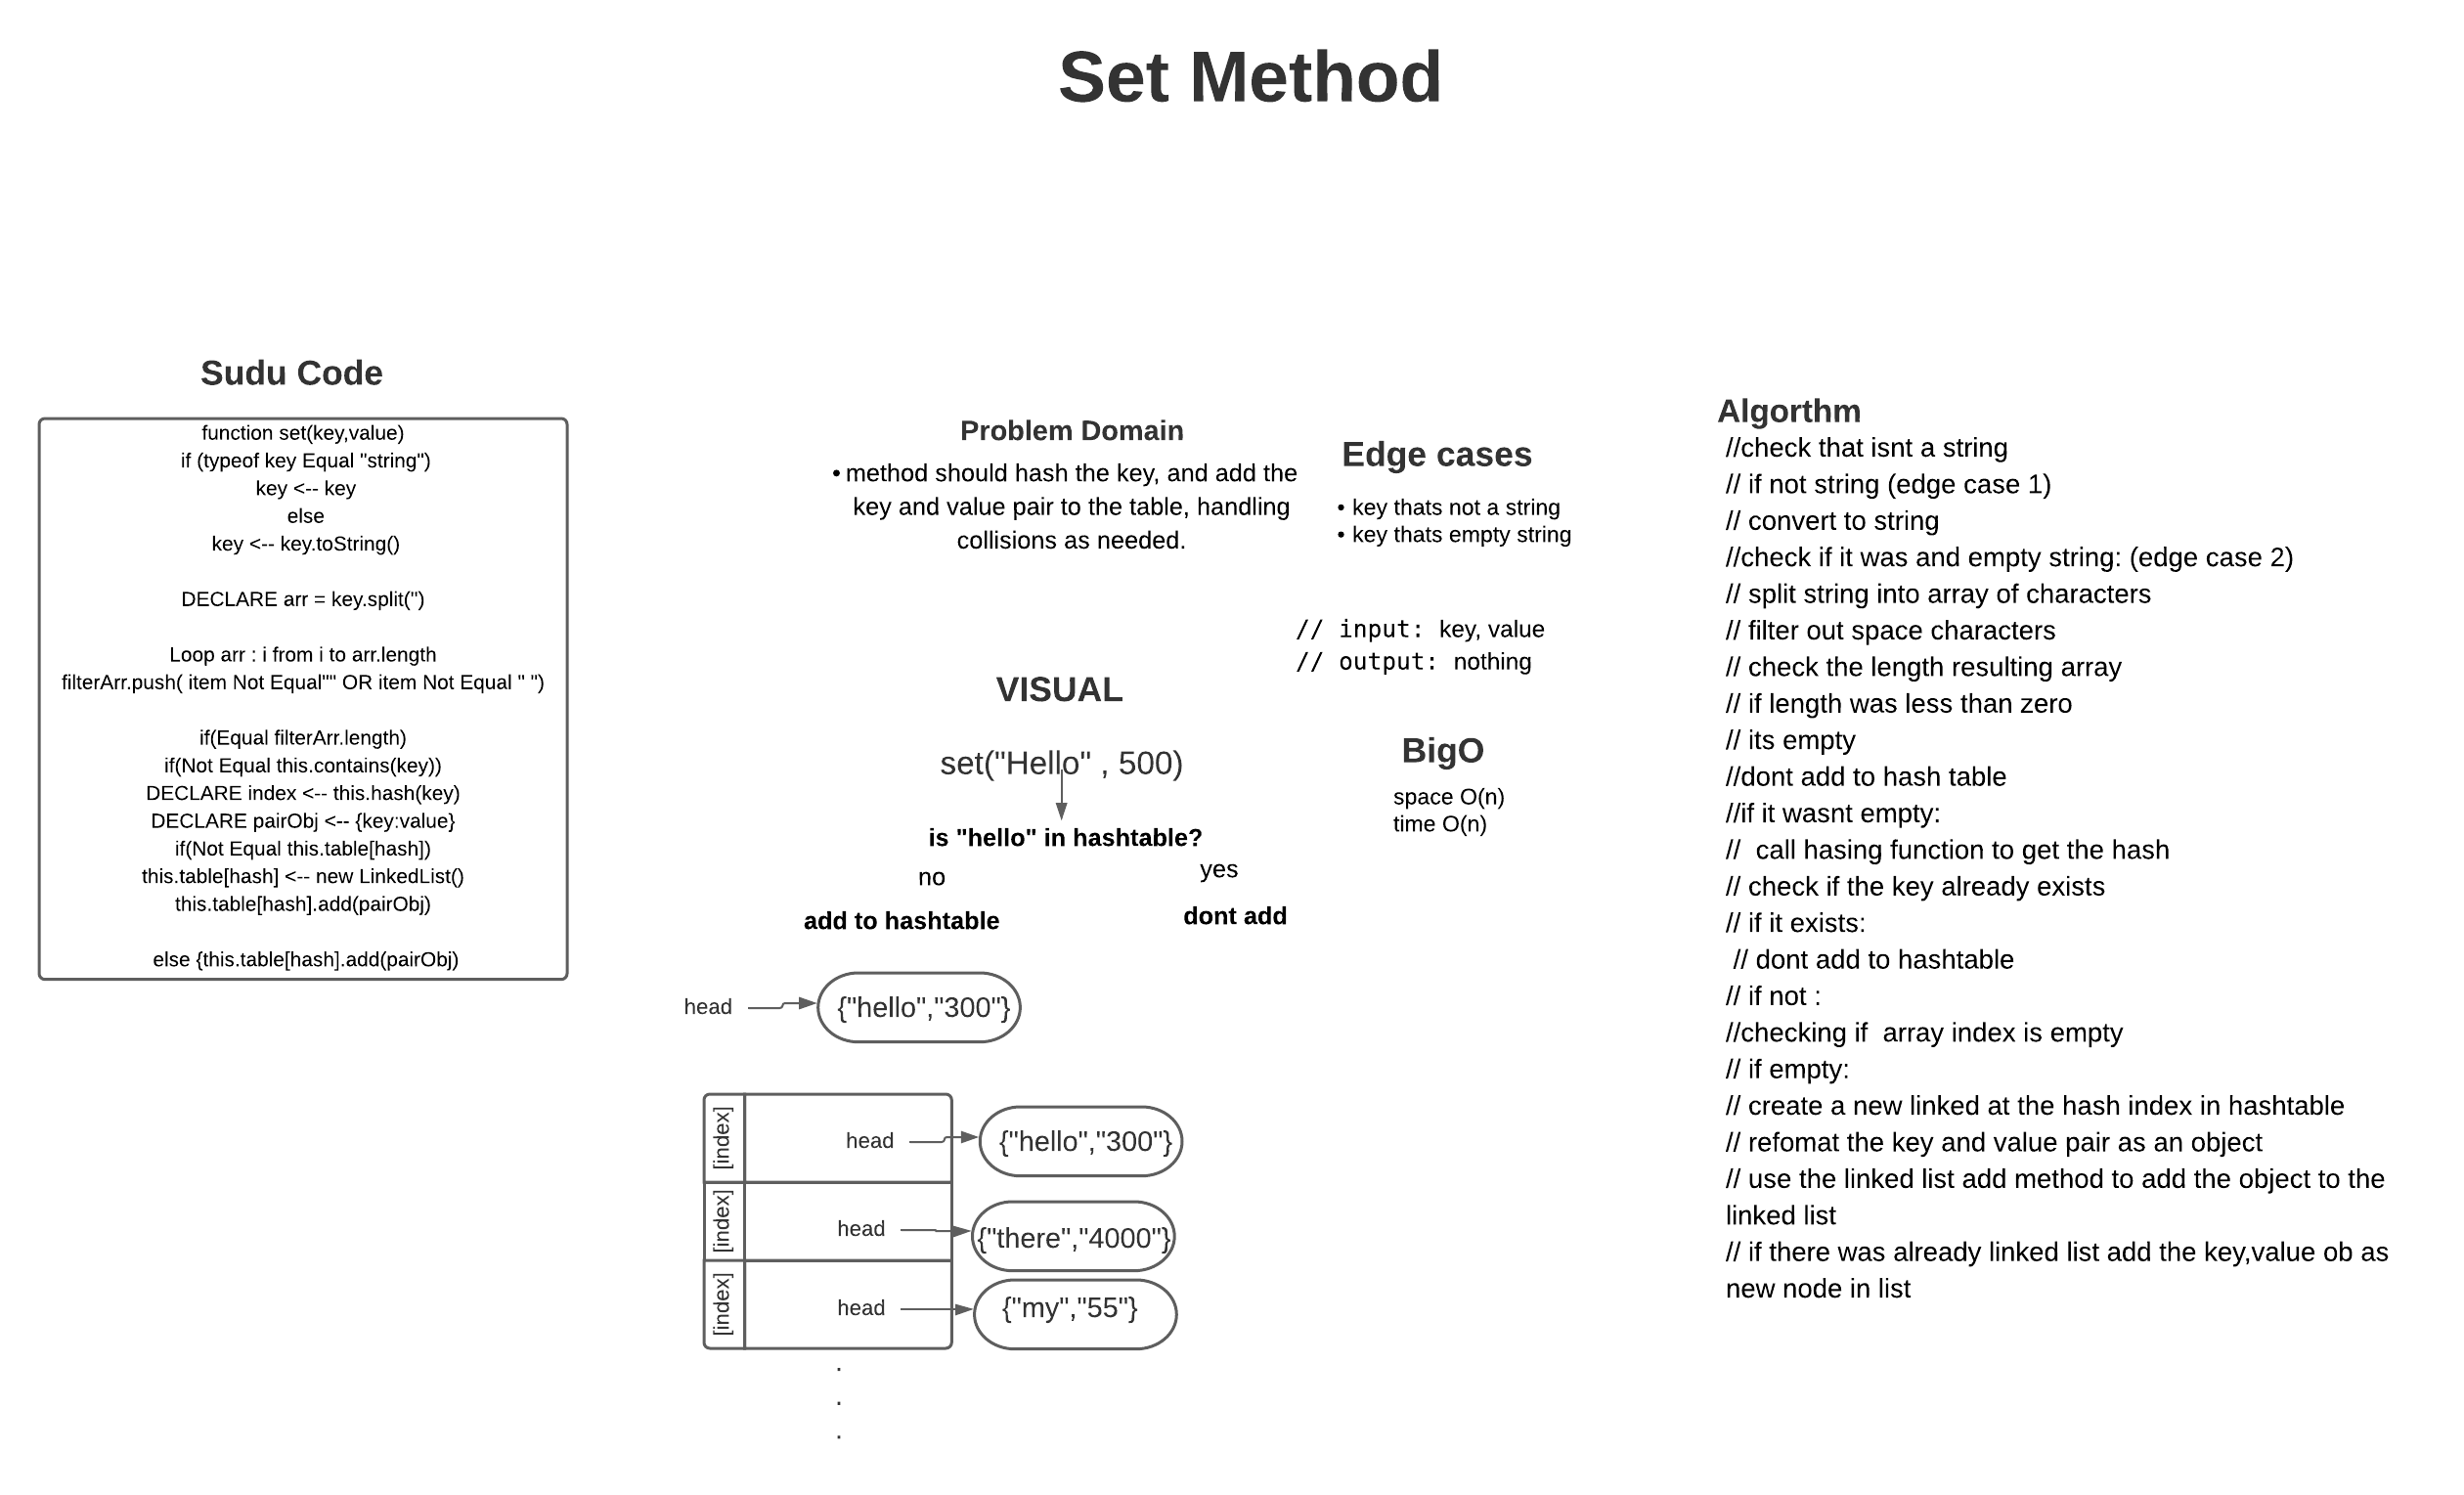 Set Method
Sudu Code
function set(key,value)
if (typeof key Equal "string")
key <-- key
else
key <-- key.toString()
DECLARE arr = key.split('')
Loop arr : i from i to arr.length
filterArr.push( item Not Equal"" OR item Not Equal " ")
if(Equal filterArr.length)
if(Not Equal this.contains(key))
DECLARE index <-- this.hash(key)
DECLARE pairObj <-- {key:value}
if(Not Equal this.table[hash])
this.table[hash] <-- new LinkedList()
this.table[hash].add(pairObj)
else {this.table[hash].add(pairObj)
Problem Domain
• method should hash the key, and add the
key and value pair to the table, handling
collisions as needed.
Edge cases
• key thats not a string
• key thats empty string
// input: key, value
// output: nothing
VISUAL
set("Hello" , 500)
is "hello" in hashtable?
no
yes
add to hashtable
dont add
BigO
space O(n)
time O(n)
head
{"hello","300"}
[index]
head
{"hello","300"}
[index]
head
{"there","4000"}
[index]
head
{"my","55"}
.
.
.
Algorthm
//check that isnt a string
// if not string (edge case 1)
// convert to string
//check if it was and empty string: (edge case 2)
// split string into array of characters
// filter out space characters
// check the length resulting array
// if length was less than zero
// its empty
//dont add to hash table
//if it wasnt empty:
//  call hasing function to get the hash
// check if the key already exists
// if it exists:
// dont add to hashtable
// if not :
//checking if  array index is empty
// if empty:
// create a new linked at the hash index in hashtable
// refomat the key and value pair as an object
// use the linked list add method to add the object to the
linked list
// if there was already linked list add the key,value ob as
new node in list